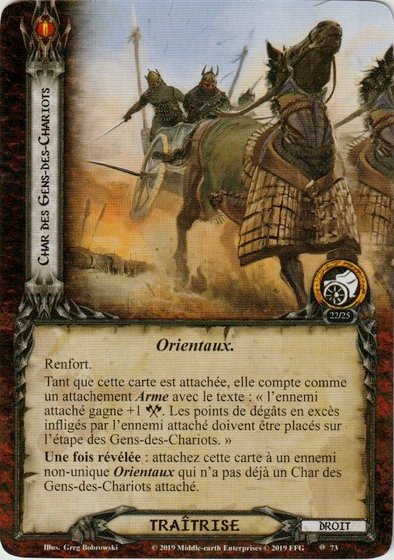 Char des Gens-des-Chariots
22/25
Orientaux.
Renfort.
Tant que cette carte est attachée, elle compte comme
un attachement Arme avec le texte : « l'ennemi
attaché gagne +1 . Les points de dégâts en excès
infligés par l'ennemi attaché doivent être placés sur
l'étape des Gens-des-Chariots. »
Une fois révélée : attachez cette carte à un ennemi
non-unique Orientaux qui n'a pas déjà un Char des
Gens-des-Chariots attaché.
TRAÎTRISE
DROIT
Illus. Greg Bobrowski © 2019 Middle-earth Enterprises © 2019 FFG 73